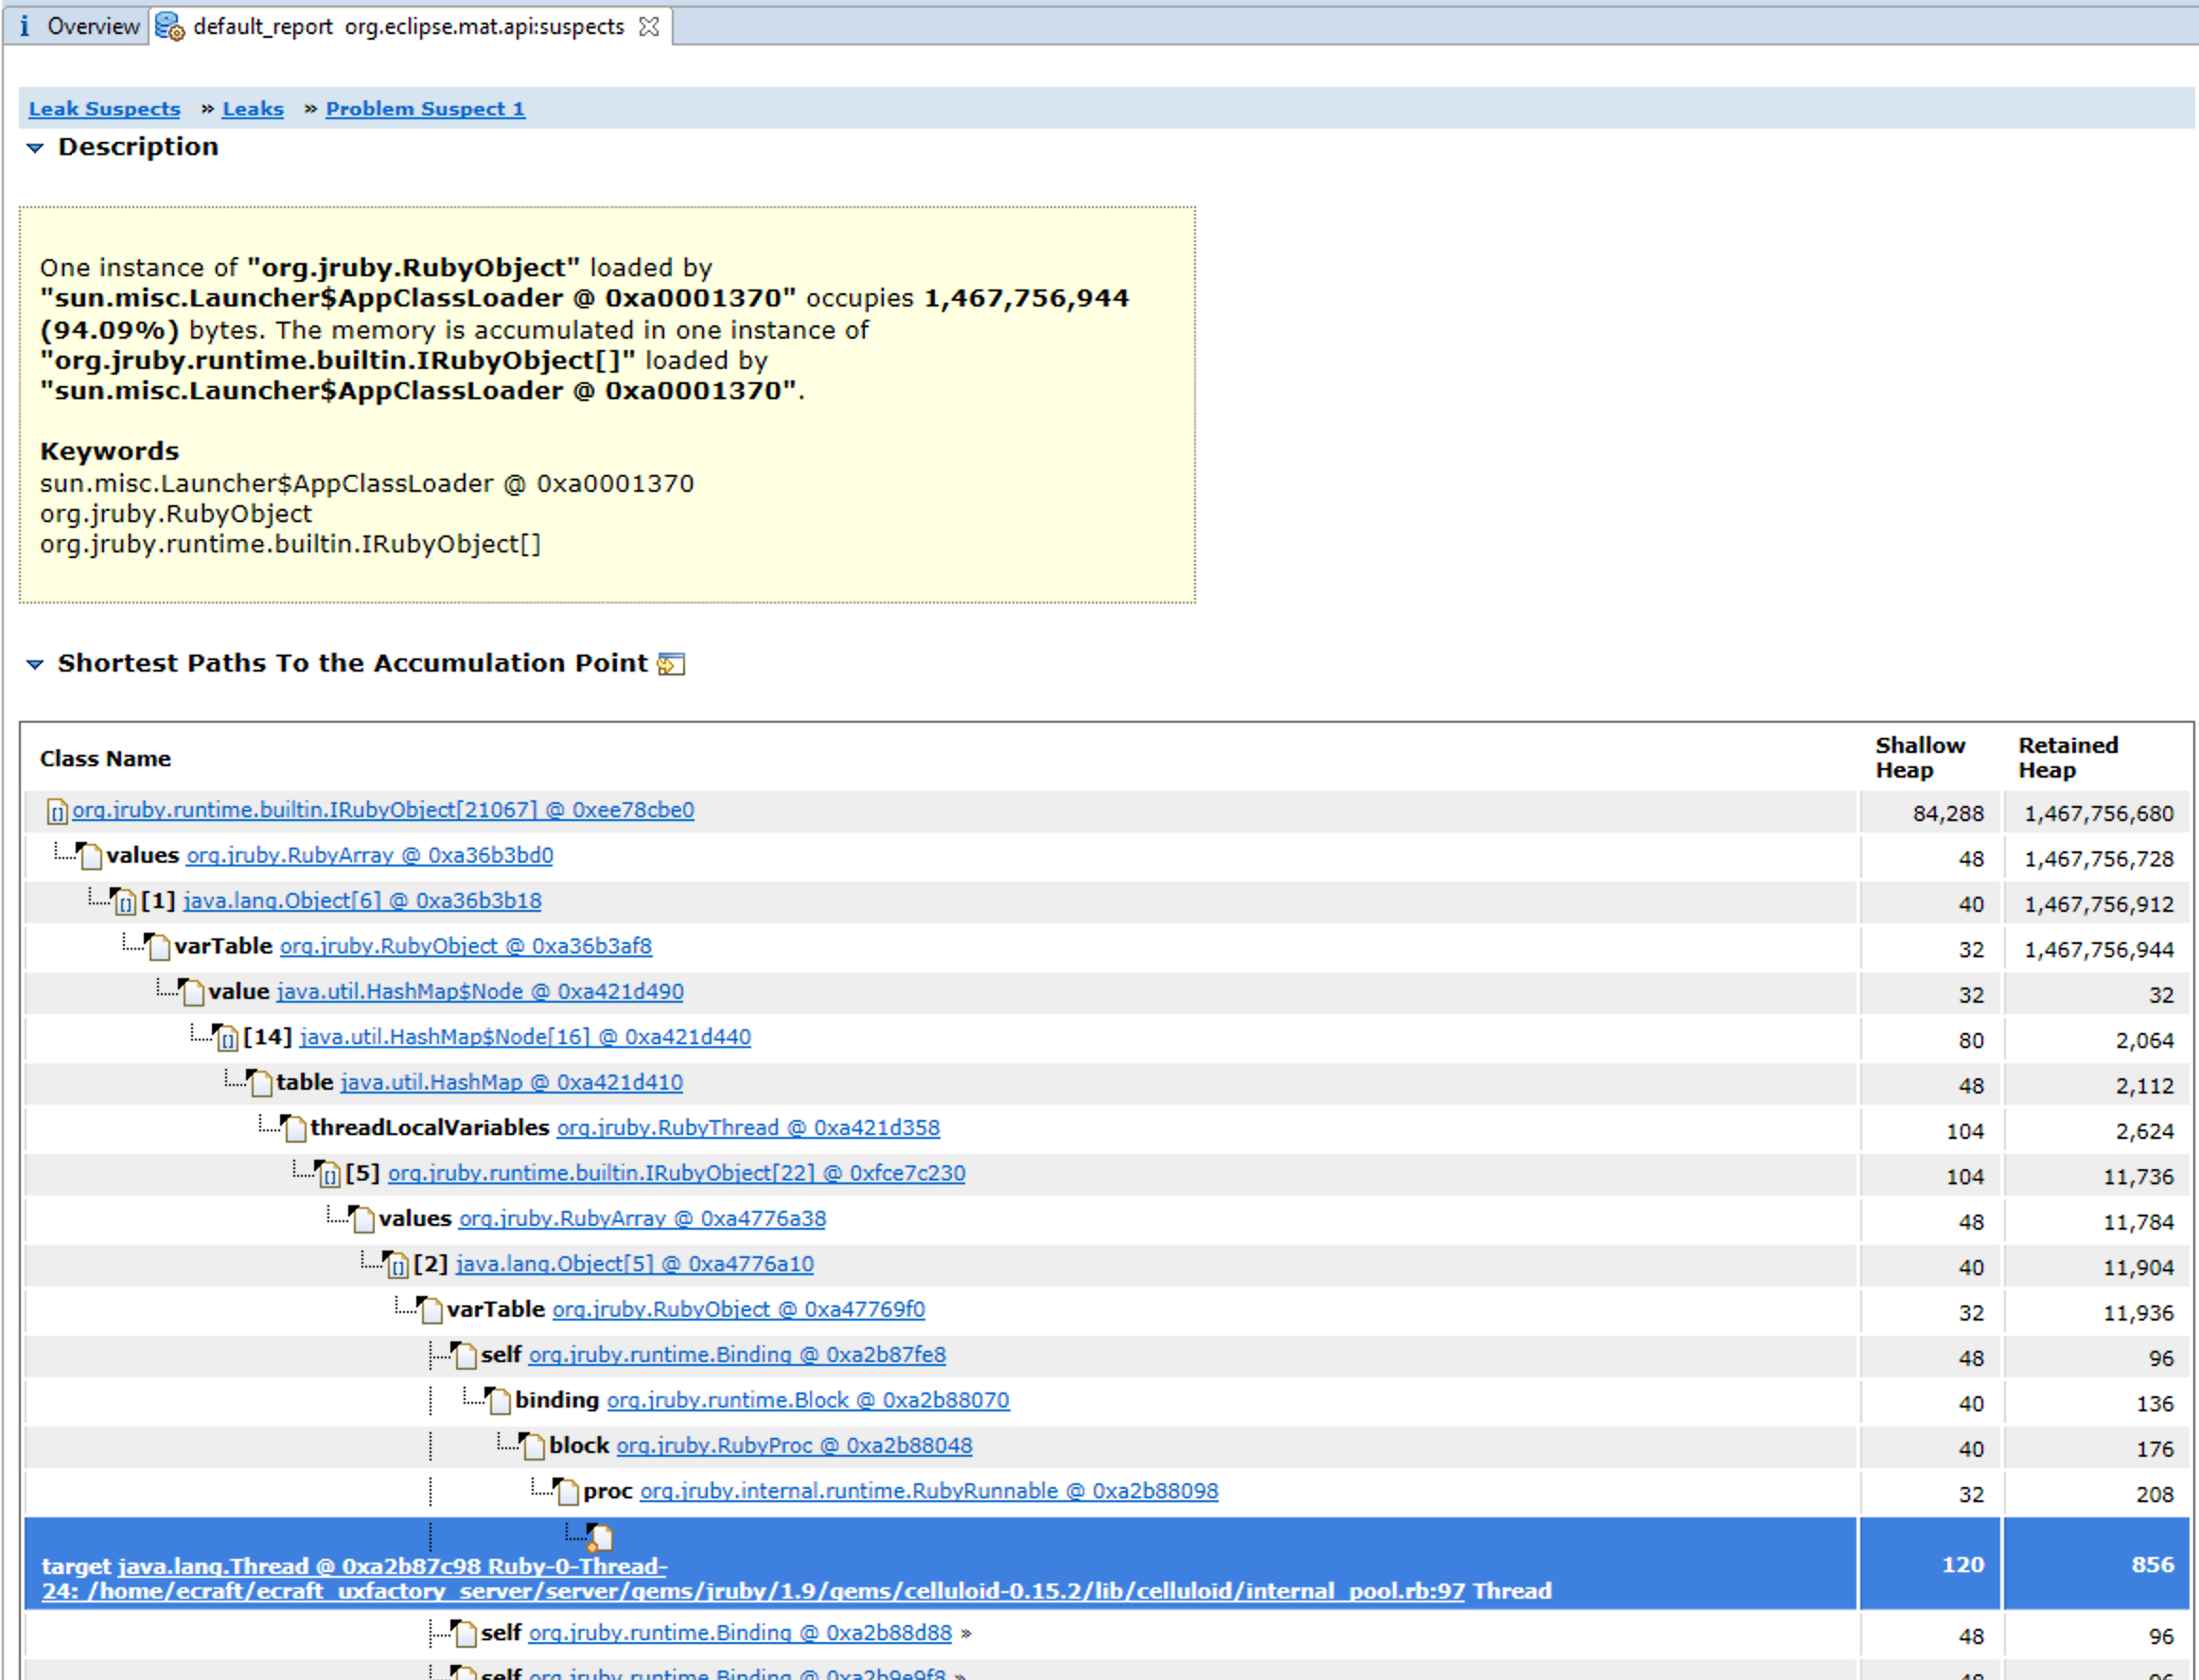 Overview
default_report org.eclipse.mat.api:suspects
Leak Suspects » Leaks » Problem Suspect 1
Description
One instance of "org.jruby.RubyObject" loaded by
"sun.misc.Launcher$AppClassLoader @ 0xa0001370" occupies 1,467,756,944
(94.09%) bytes. The memory is accumulated in one instance of
"org.jruby.runtime.builtin.IRubyObject[]" loaded by
"sun.misc.Launcher$AppClassLoader @ 0xa0001370".
Keywords
sun.misc.Launcher$AppClassLoader @ 0xa0001370
org.jruby.RubyObject
org.jruby.runtime.builtin.IRubyObject[]
Shortest Paths To the Accumulation Point
Class Name Shallow Heap Retained Heap
org.jruby.runtime.builtin.IRubyObject[21067] @ 0xee78cbe0 84,288 1,467,756,680
values org.jruby.RubyArray @ 0xa36b3bd0 48 1,467,756,728
[1] java.lang.Object[6] @ 0xa36b3b18 40 1,467,756,912
varTable org.jruby.RubyObject @ 0xa36b3af8 32 1,467,756,944
value java.util.HashMap$Node @ 0xa421d490 32 32
[14] java.util.HashMap$Node[16] @ 0xa421d440 80 2,064
table java.util.HashMap @ 0xa421d410 48 2,112
threadLocalVariables org.jruby.RubyThread @ 0xa421d358 104 2,624
[5] org.jruby.runtime.builtin.IRubyObject[22] @ 0xfce7c230 104 11,736
values org.jruby.RubyArray @ 0xa4776a38 48 11,784
[2] java.lang.Object[5] @ 0xa4776a10 40 11,904
varTable org.jruby.RubyObject @ 0xa47769f0 32 11,936
self org.jruby.runtime.Binding @ 0xa2b87fe8 48 96
binding org.jruby.runtime.Block @ 0xa2b88070 40 136
block org.jruby.RubyProc @ 0xa2b88048 40 176
proc org.jruby.internal.runtime.RubyRunnable @ 0xa2b88098 32 208
target java.lang.Thread @ 0xa2b87c98 Ruby-0-Thread-
24: /home/ecraft/ecraft_uxfactory_server/server/gems/jruby/1.9/gems/celluloid-0.15.2/lib/celluloid/internal_pool.rb:97 Thread 120 856
self org.jruby.runtime.Binding @ 0xa2b88d88 » 48 96
self org.jruby.runtime.Binding @ 0xa2b9e9f8 » 48 96